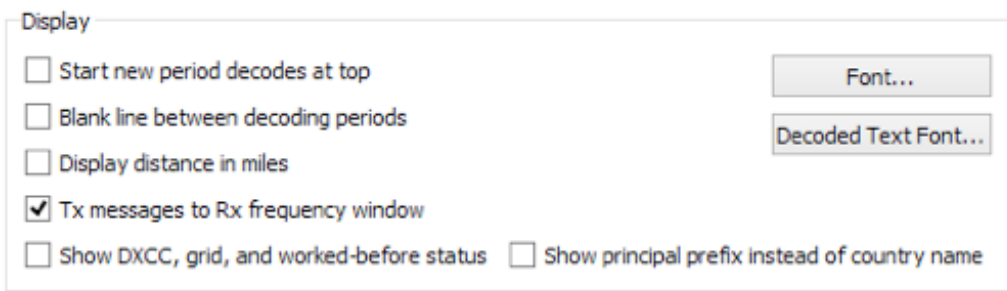 Display
Start new period decodes at top
Font...
Blank line between decoding periods
Decoded Text Font...
Display distance in miles
Tx messages to Rx frequency window
Show DXCC, grid, and worked-before status Show principal prefix instead of country name